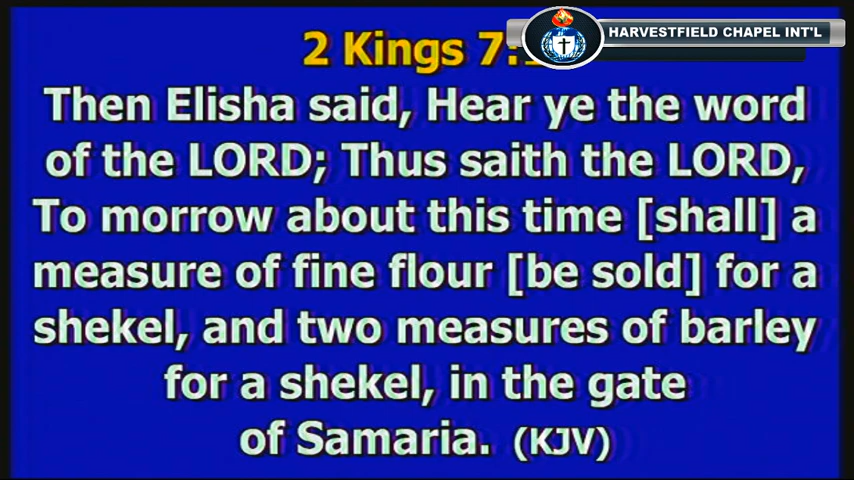 HARVESTFIELD CHAPEL INT'L
2 Kings 7:
Then Elisha said, Hear ye the word
of the LORD; Thus saith the LORD,
To morrow about this time [shall] a
measure of fine flour [be sold] for a
shekel, and two measures of barley
for a shekel, in the gate
of Samaria. (KJV)